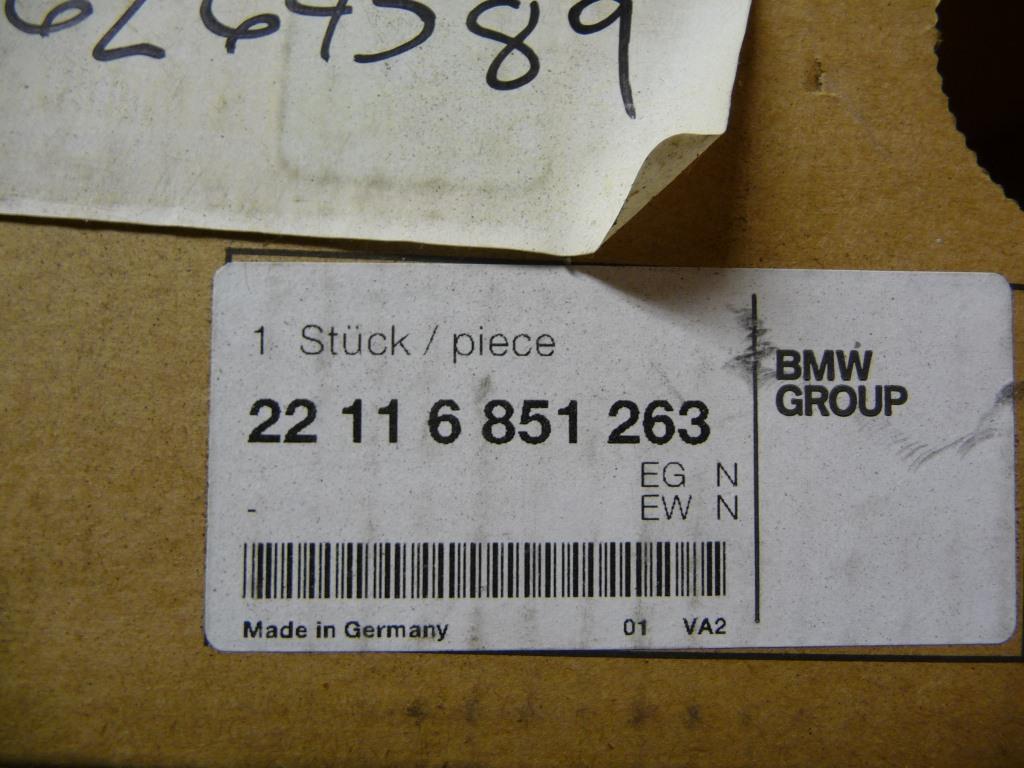 6264589
1 Stück / piece
BMW
GROUP
22 11 6 851 263
EG N
- EW N
Made in Germany 01 VA2